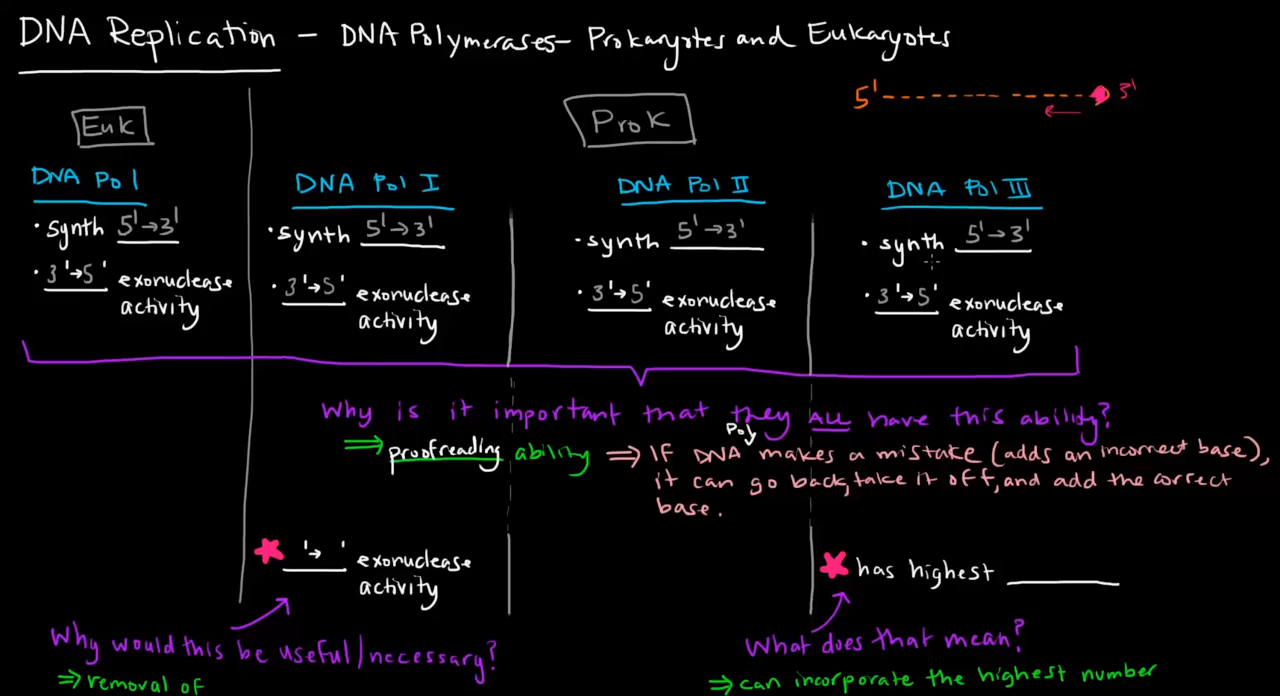 DNA Replication – DNA Polymerases – Prokaryotes and Eukaryotes
5' 3'
Euk
Prok
DNA Pol
• synth 5'→3'
• 3'→5' exonuclease
activity
DNA Pol I
• synth 5'→3'
• 3'→5' exonuclease
activity
DNA Pol II
• synth 5'→3'
• 3'→5' exonuclease
activity
DNA Pol III
• synth 5'→3'
• 3'→5' exonuclease
activity
Why is it important that they ALL have this ability?
⇒ proofreading ability ⇒ If DNA Poly makes a mistake (adds an incorrect base),
it can go back, take it off, and add the correct
base.
'→ ' exonuclease
activity
has highest
Why would this be useful/necessary?
⇒ removal of
What does that mean?
⇒ can incorporate the highest number